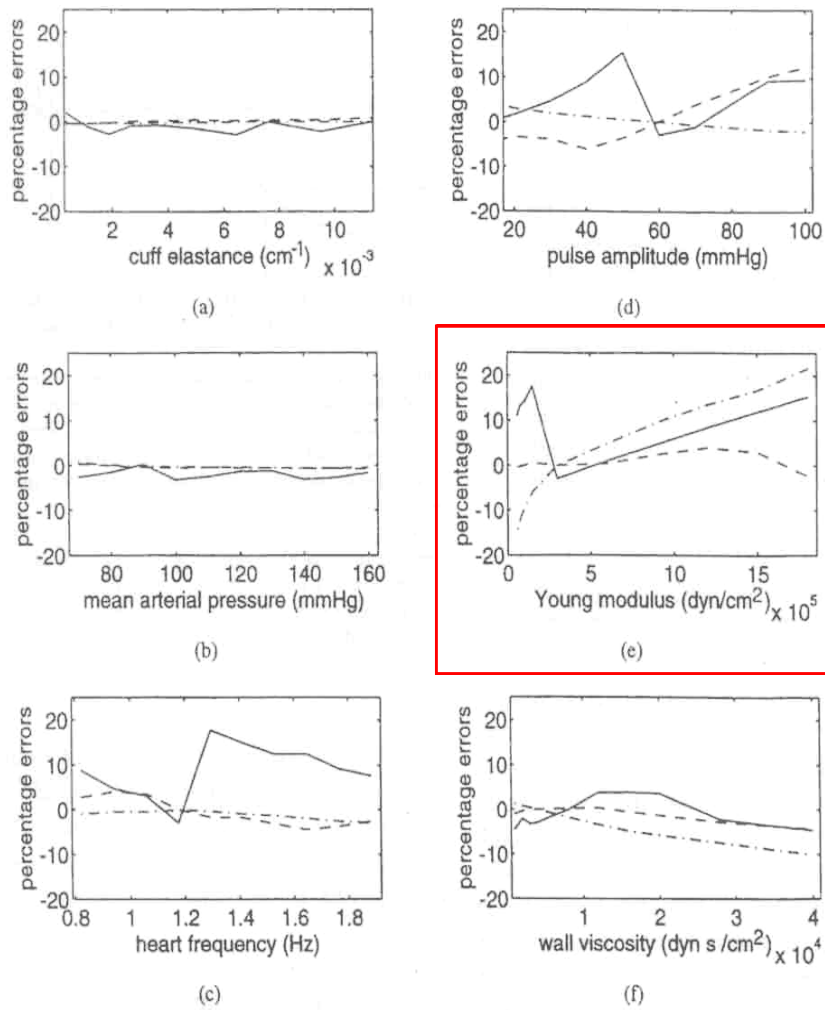 percentage errors
20
10
0
-10
-20
2 4 6 8 10
cuff elastance (cm-1) x 10-3
(a)
percentage errors
20
10
0
-10
-20
20 40 60 80 100
pulse amplitude (mmHg)
(d)
percentage errors
20
10
0
-10
-20
80 100 120 140 160
mean arterial pressure (mmHg)
(b)
percentage errors
20
10
0
-10
-20
0 5 10 15
Young modulus (dyn/cm2) x 105
(e)
percentage errors
20
10
0
-10
-20
0.8 1 1.2 1.4 1.6 1.8
heart frequency (Hz)
(c)
percentage errors
20
10
0
-10
-20
1 2 3 4
wall viscosity (dyn s /cm2) x 104
(f)